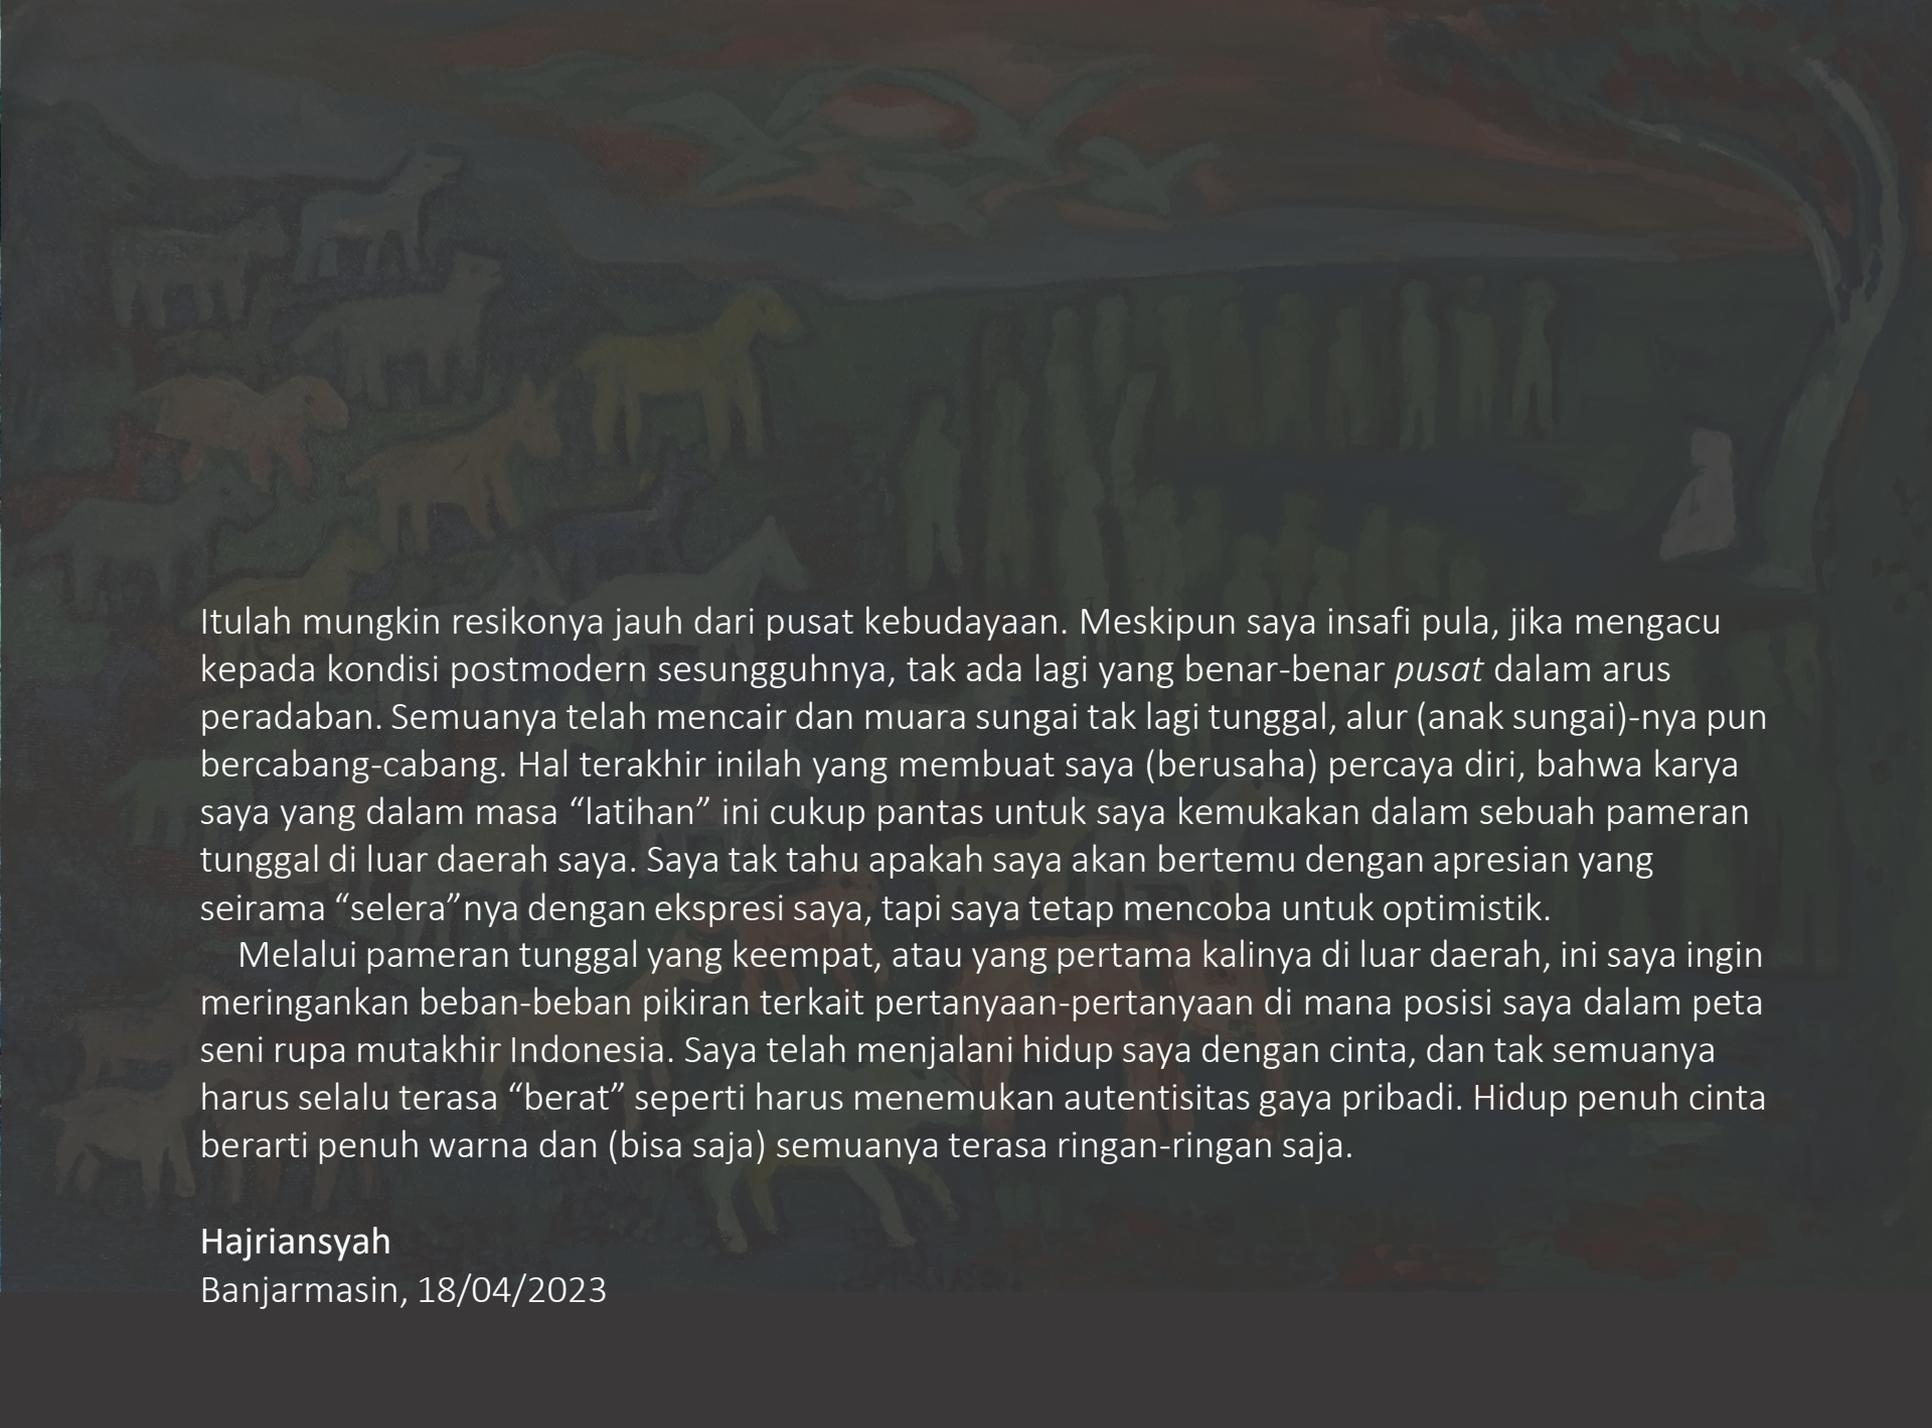 Itulah mungkin resikonya jauh dari pusat kebudayaan. Meskipun saya insafi pula, jika mengacu
kepada kondisi postmodern sesungguhnya, tak ada lagi yang benar-benar pusat dalam arus
peradaban. Semuanya telah mencair dan muara sungai tak lagi tunggal, alur (anak sungai)-nya pun
bercabang-cabang. Hal terakhir inilah yang membuat saya (berusaha) percaya diri, bahwa karya
saya yang dalam masa “latihan” ini cukup pantas untuk saya kemukakan dalam sebuah pameran
tunggal di luar daerah saya. Saya tak tahu apakah saya akan bertemu dengan apresian yang
seirama “selera”nya dengan ekspresi saya, tapi saya tetap mencoba untuk optimistik.
Melalui pameran tunggal yang keempat, atau yang pertama kalinya di luar daerah, ini saya ingin
meringankan beban-beban pikiran terkait pertanyaan-pertanyaan di mana posisi saya dalam peta
seni rupa mutakhir Indonesia. Saya telah menjalani hidup saya dengan cinta, dan tak semuanya
harus selalu terasa “berat” seperti harus menemukan autentisitas gaya pribadi. Hidup penuh cinta
berarti penuh warna dan (bisa saja) semuanya terasa ringan-ringan saja.
Hajriansyah
Banjarmasin, 18/04/2023